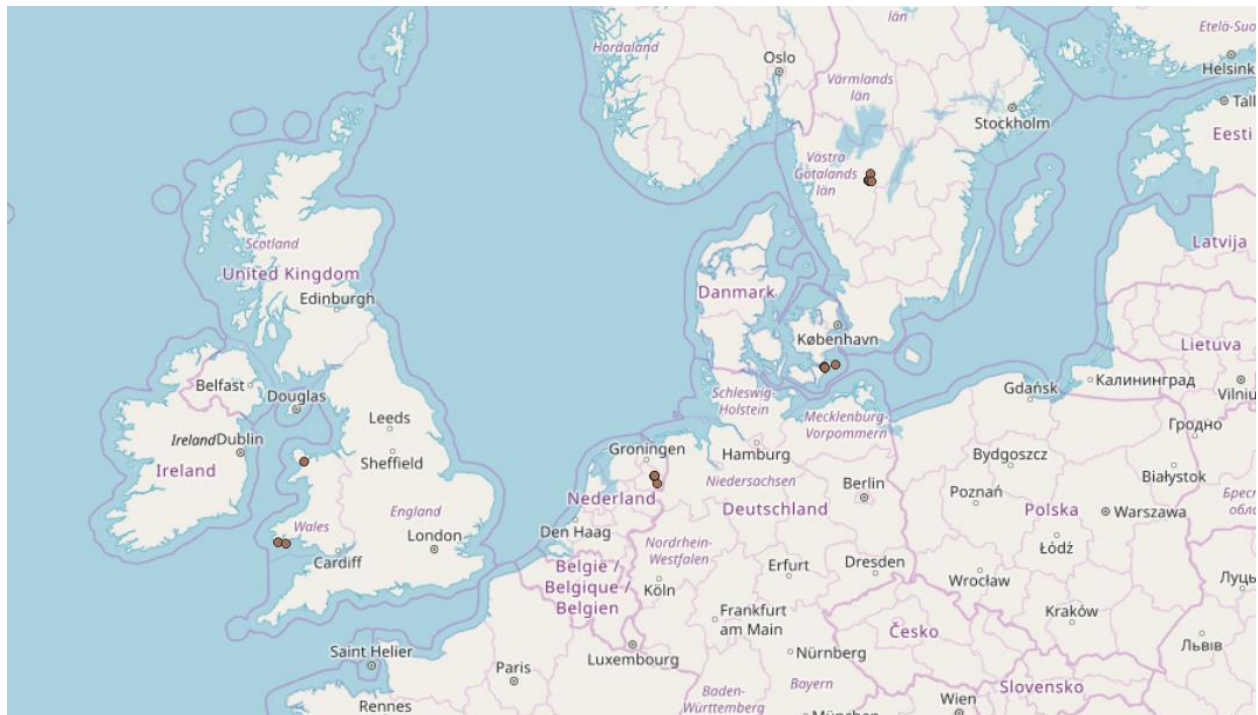 län
Etelä-Suo
Hordaland
Oslo
Helsink
Värmlands
län
Tall
Stockholm
Eesti
Västra
Götalands
län
Scotland
Latvija
United Kingdom
Danmark
Edinburgh
København
Lietuva
Belfast
Gdańsk
Калининград
Vilniu
Douglas
Schleswig-
Holstein
Mecklenburg-
Vorpommern
Leeds
Гродно
Ireland
Dublin
Groningen
Hamburg
Bydgoszcz
Sheffield
Białystok
Ireland
Niedersachsen
Berlin
Poznań
Брес
обла
Nederland
Deutschland
Polska
Warszawa
Wales
England
Den Haag
London
Nordrhein-
Westfalen
Łódź
Cardiff
België /
Belgique /
Belgien
Erfurt
Dresden
Wrocław
Köln
Луцьк
Frankfurt
am Main
Kraków
Česko
Львів
Saint Helier
Luxembourg
Nürnberg
Paris
Bayern
Slovensko
Rennes
Baden-
Württemberg
München
Wien